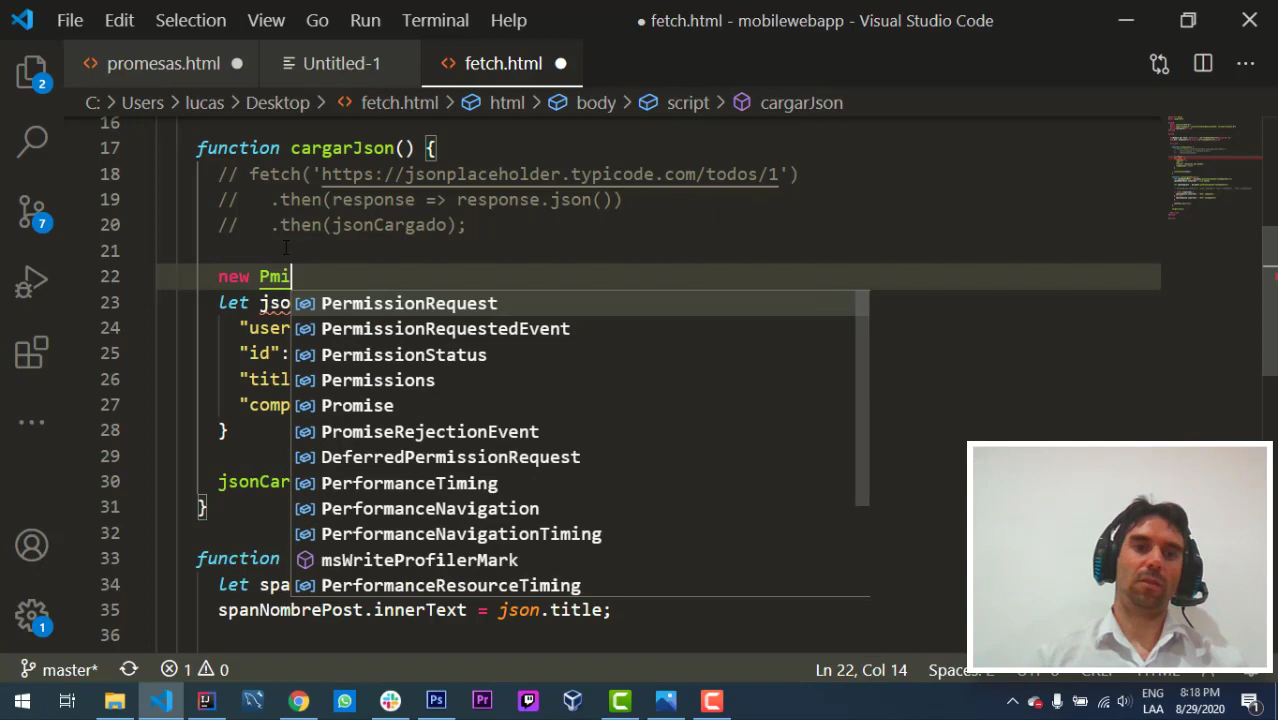 File Edit Selection View Go Run Terminal Help
● fetch.html - mobilewebapp - Visual Studio Code
promesas.html
Untitled-1
fetch.html
C: > Users > lucas > Desktop > fetch.html > html > body > script > cargarJson
16
17 function cargarJson() {
18 // fetch('https://jsonplaceholder.typicode.com/todos/1')
19 // .then(response => response.json())
20 // .then(jsonCargado);
21
22 new Pmi
23 let jso
24 "user
25 "id":
26 "titl
27 "comp
28 }
29
30 jsonCar
31 }
32
33 function
34 let spa
35 spanNombrePost.innerText = json.title;
36
PermissionRequest
PermissionRequestedEvent
PermissionStatus
Permissions
Promise
PromiseRejectionEvent
DeferredPermissionRequest
PerformanceTiming
PerformanceNavigation
PerformanceNavigationTiming
msWriteProfilerMark
PerformanceResourceTiming
2
7
1
master* 1 0
Ln 22, Col 14
ENG
LAA
8:18 PM
8/29/2020
1